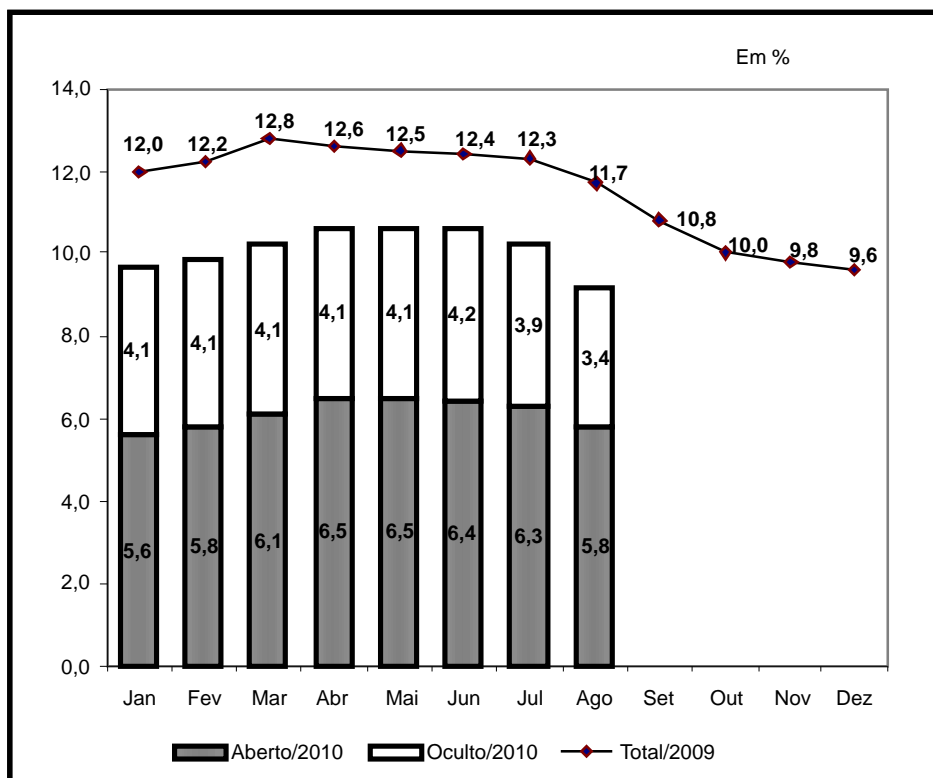 Em %
14,0
12,0 12,2 12,8 12,6 12,5 12,4 12,3
12,0 11,7
10,8
10,0 10,0 9,8 9,6
4,1 4,1 4,1 4,1 4,1 4,2 3,9 3,4
8,0
6,0
5,6 5,8 6,1 6,5 6,5 6,4 6,3 5,8
4,0
2,0
0,0
Jan Fev Mar Abr Mai Jun Jul Ago Set Out Nov Dez
Aberto/2010 Oculto/2010 Total/2009